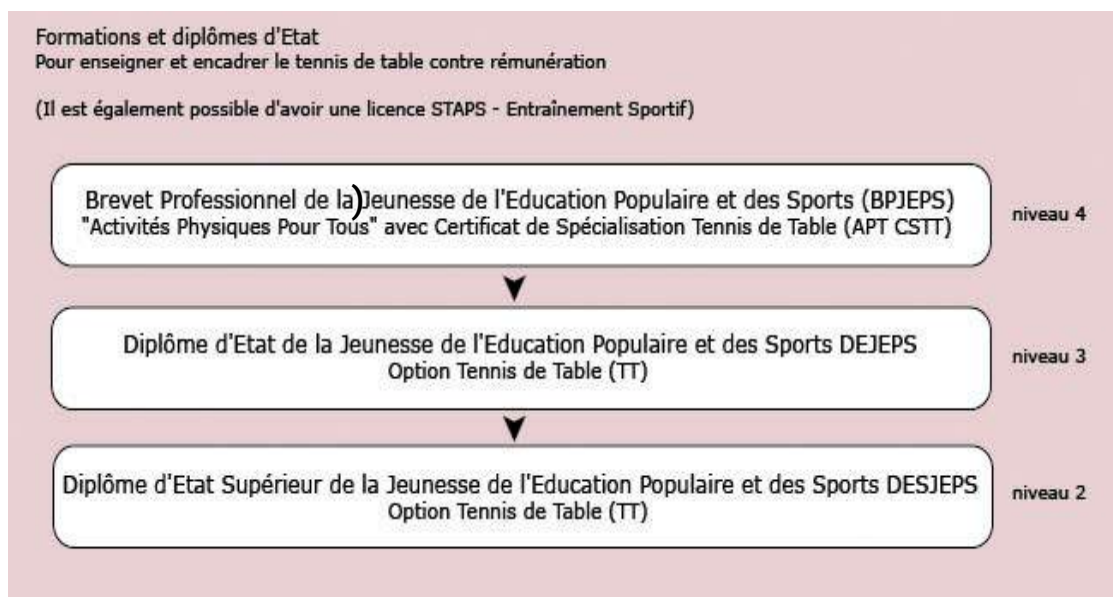 Formations et diplômes d'Etat
Pour enseigner et encadrer le tennis de table contre rémunération
(Il est également possible d'avoir une licence STAPS - Entraînement Sportif)
Brevet Professionnel de la)Jeunesse de l'Education Populaire et des Sports (BPJEPS)
"Activités Physiques Pour Tous" avec Certificat de Spécialisation Tennis de Table (APT CSTT)
niveau 4
Diplôme d'Etat de la Jeunesse de l'Education Populaire et des Sports DEJEPS
Option Tennis de Table (TT)
niveau 3
Diplôme d'Etat Supérieur de la Jeunesse de l'Education Populaire et des Sports DESJEPS
Option Tennis de Table (TT)
niveau 2